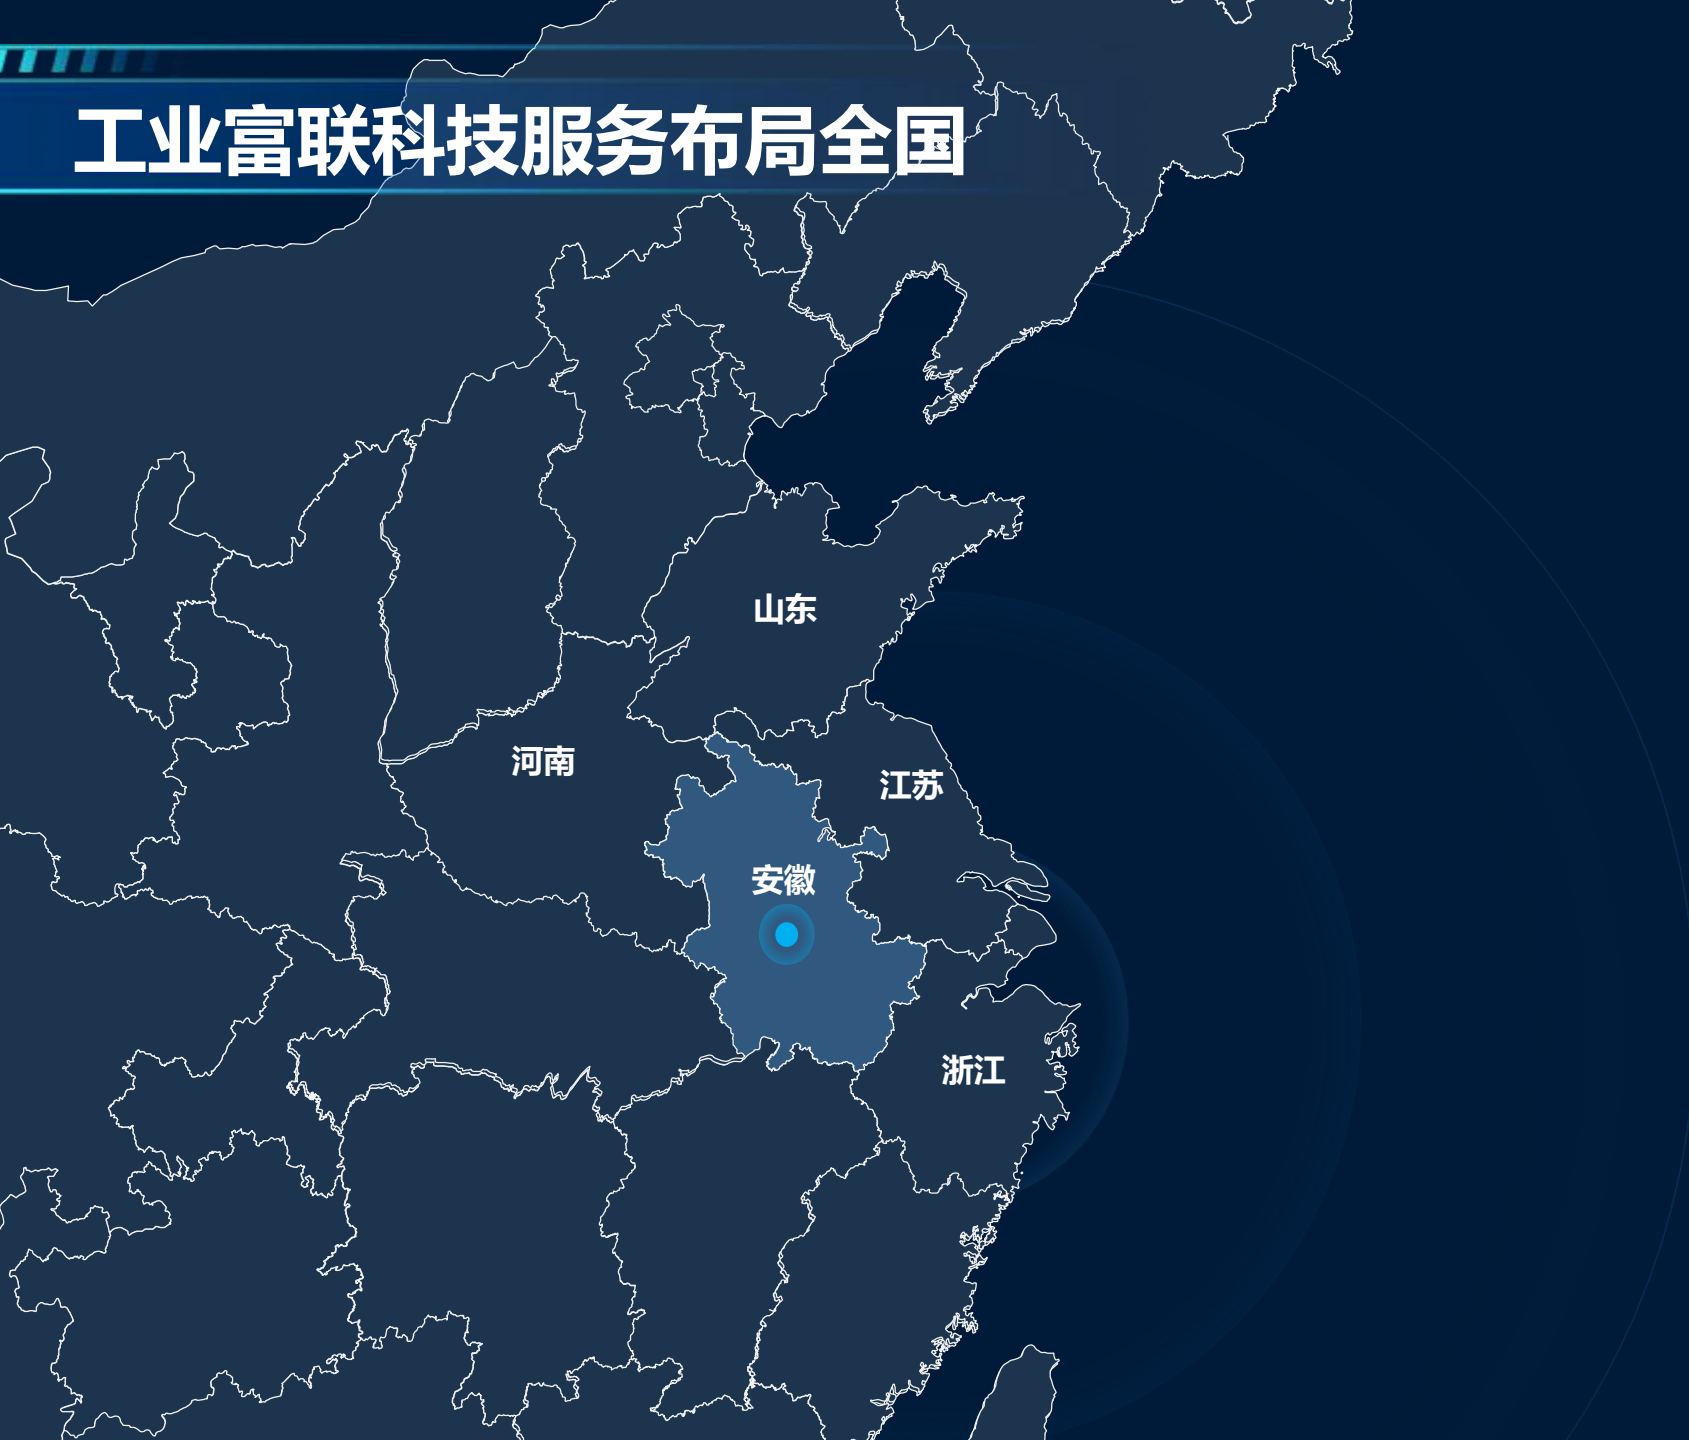 工业富联科技服务布局全国
山东
河南
江苏
安徽
浙江